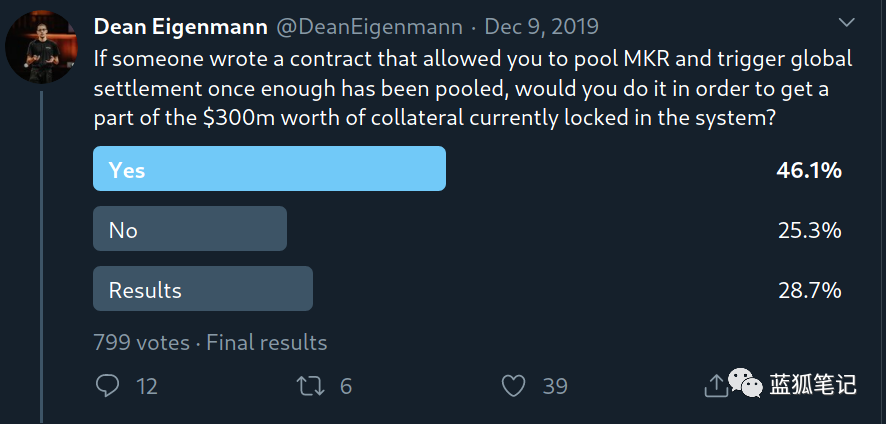 Dean Eigenmann @DeanEigenmann · Dec 9, 2019
If someone wrote a contract that allowed you to pool MKR and trigger global
settlement once enough has been pooled, would you do it in order to get a
part of the $300m worth of collateral currently locked in the system?
Yes 46.1%
No 25.3%
Results 28.7%
799 votes · Final results
12 6 39 蓝狐笔记